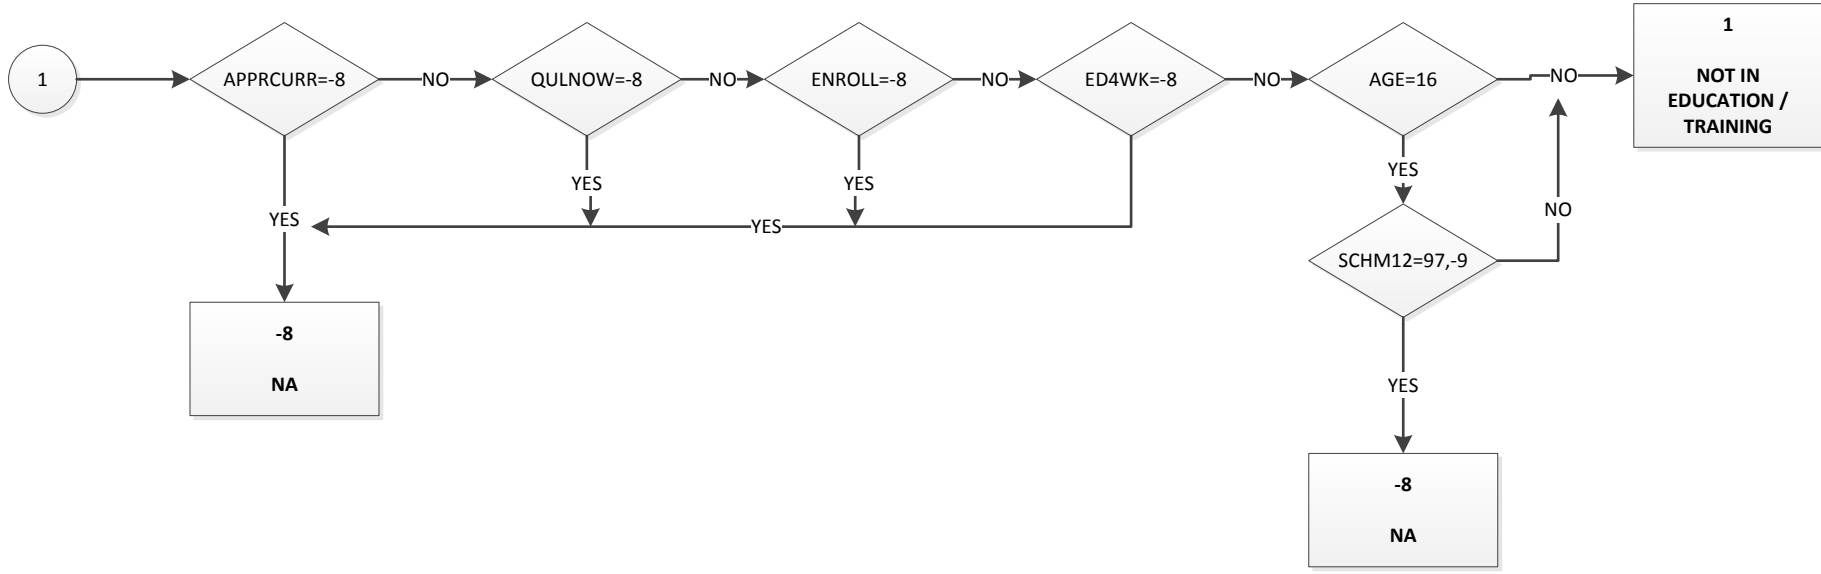 1
APPRCURR=-8
NO
QULNOW=-8
NO
ENROLL=-8
NO
ED4WK=-8
NO
AGE=16
NO
1
NOT IN
EDUCATION /
TRAINING
YES
YES
YES
YES
YES
NO
SCHM12=97,-9
-8
NA
YES
-8
NA